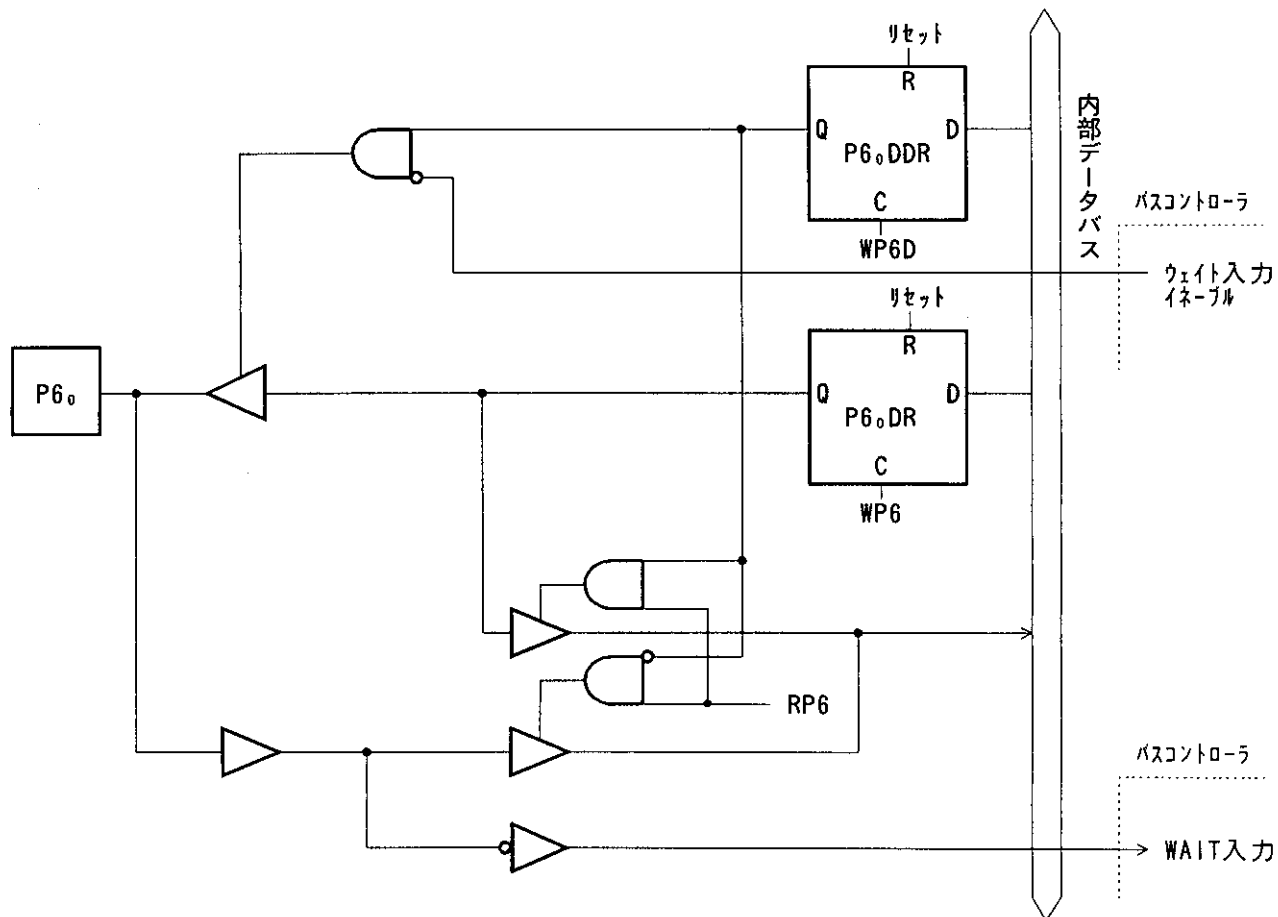 リセット
R
Q
D
P6₀DDR
C
WP6D
内部データバス
バスコントローラ
ウェイト入力
イネーブル
リセット
R
Q
D
P6₀DR
C
WP6
P6₀
RP6
バスコントローラ
WAIT入力